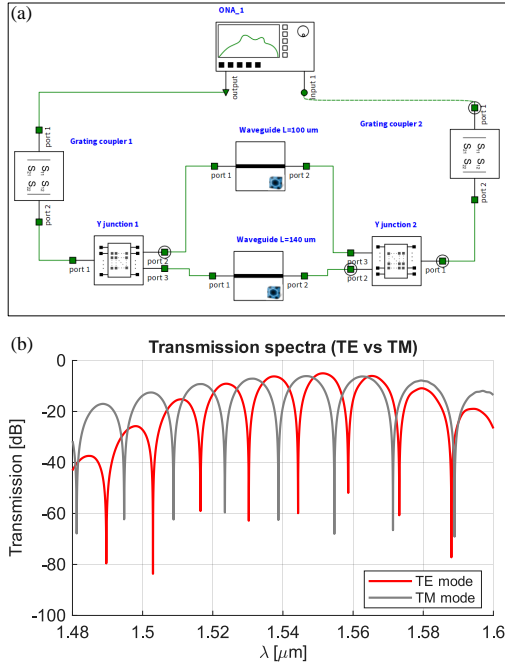 (a)
ONA_1
output
input 1
port 1
Grating coupler 1
S11 S12
S21 S22
port 2
Waveguide L=100 um
port 1
port 2
Grating coupler 2
port 1
S11 S12
S21 S22
port 2
Y junction 1
port 1
port 2
port 3
Waveguide L=140 um
port 1
port 2
Y junction 2
port 3
port 2
port 1
(b)
Transmission spectra (TE vs TM)
Transmission [dB]
0
-20
-40
-60
-80
-100
TE mode
TM mode
1.48
1.5
1.52
1.54
1.56
1.58
1.6
λ [μm]